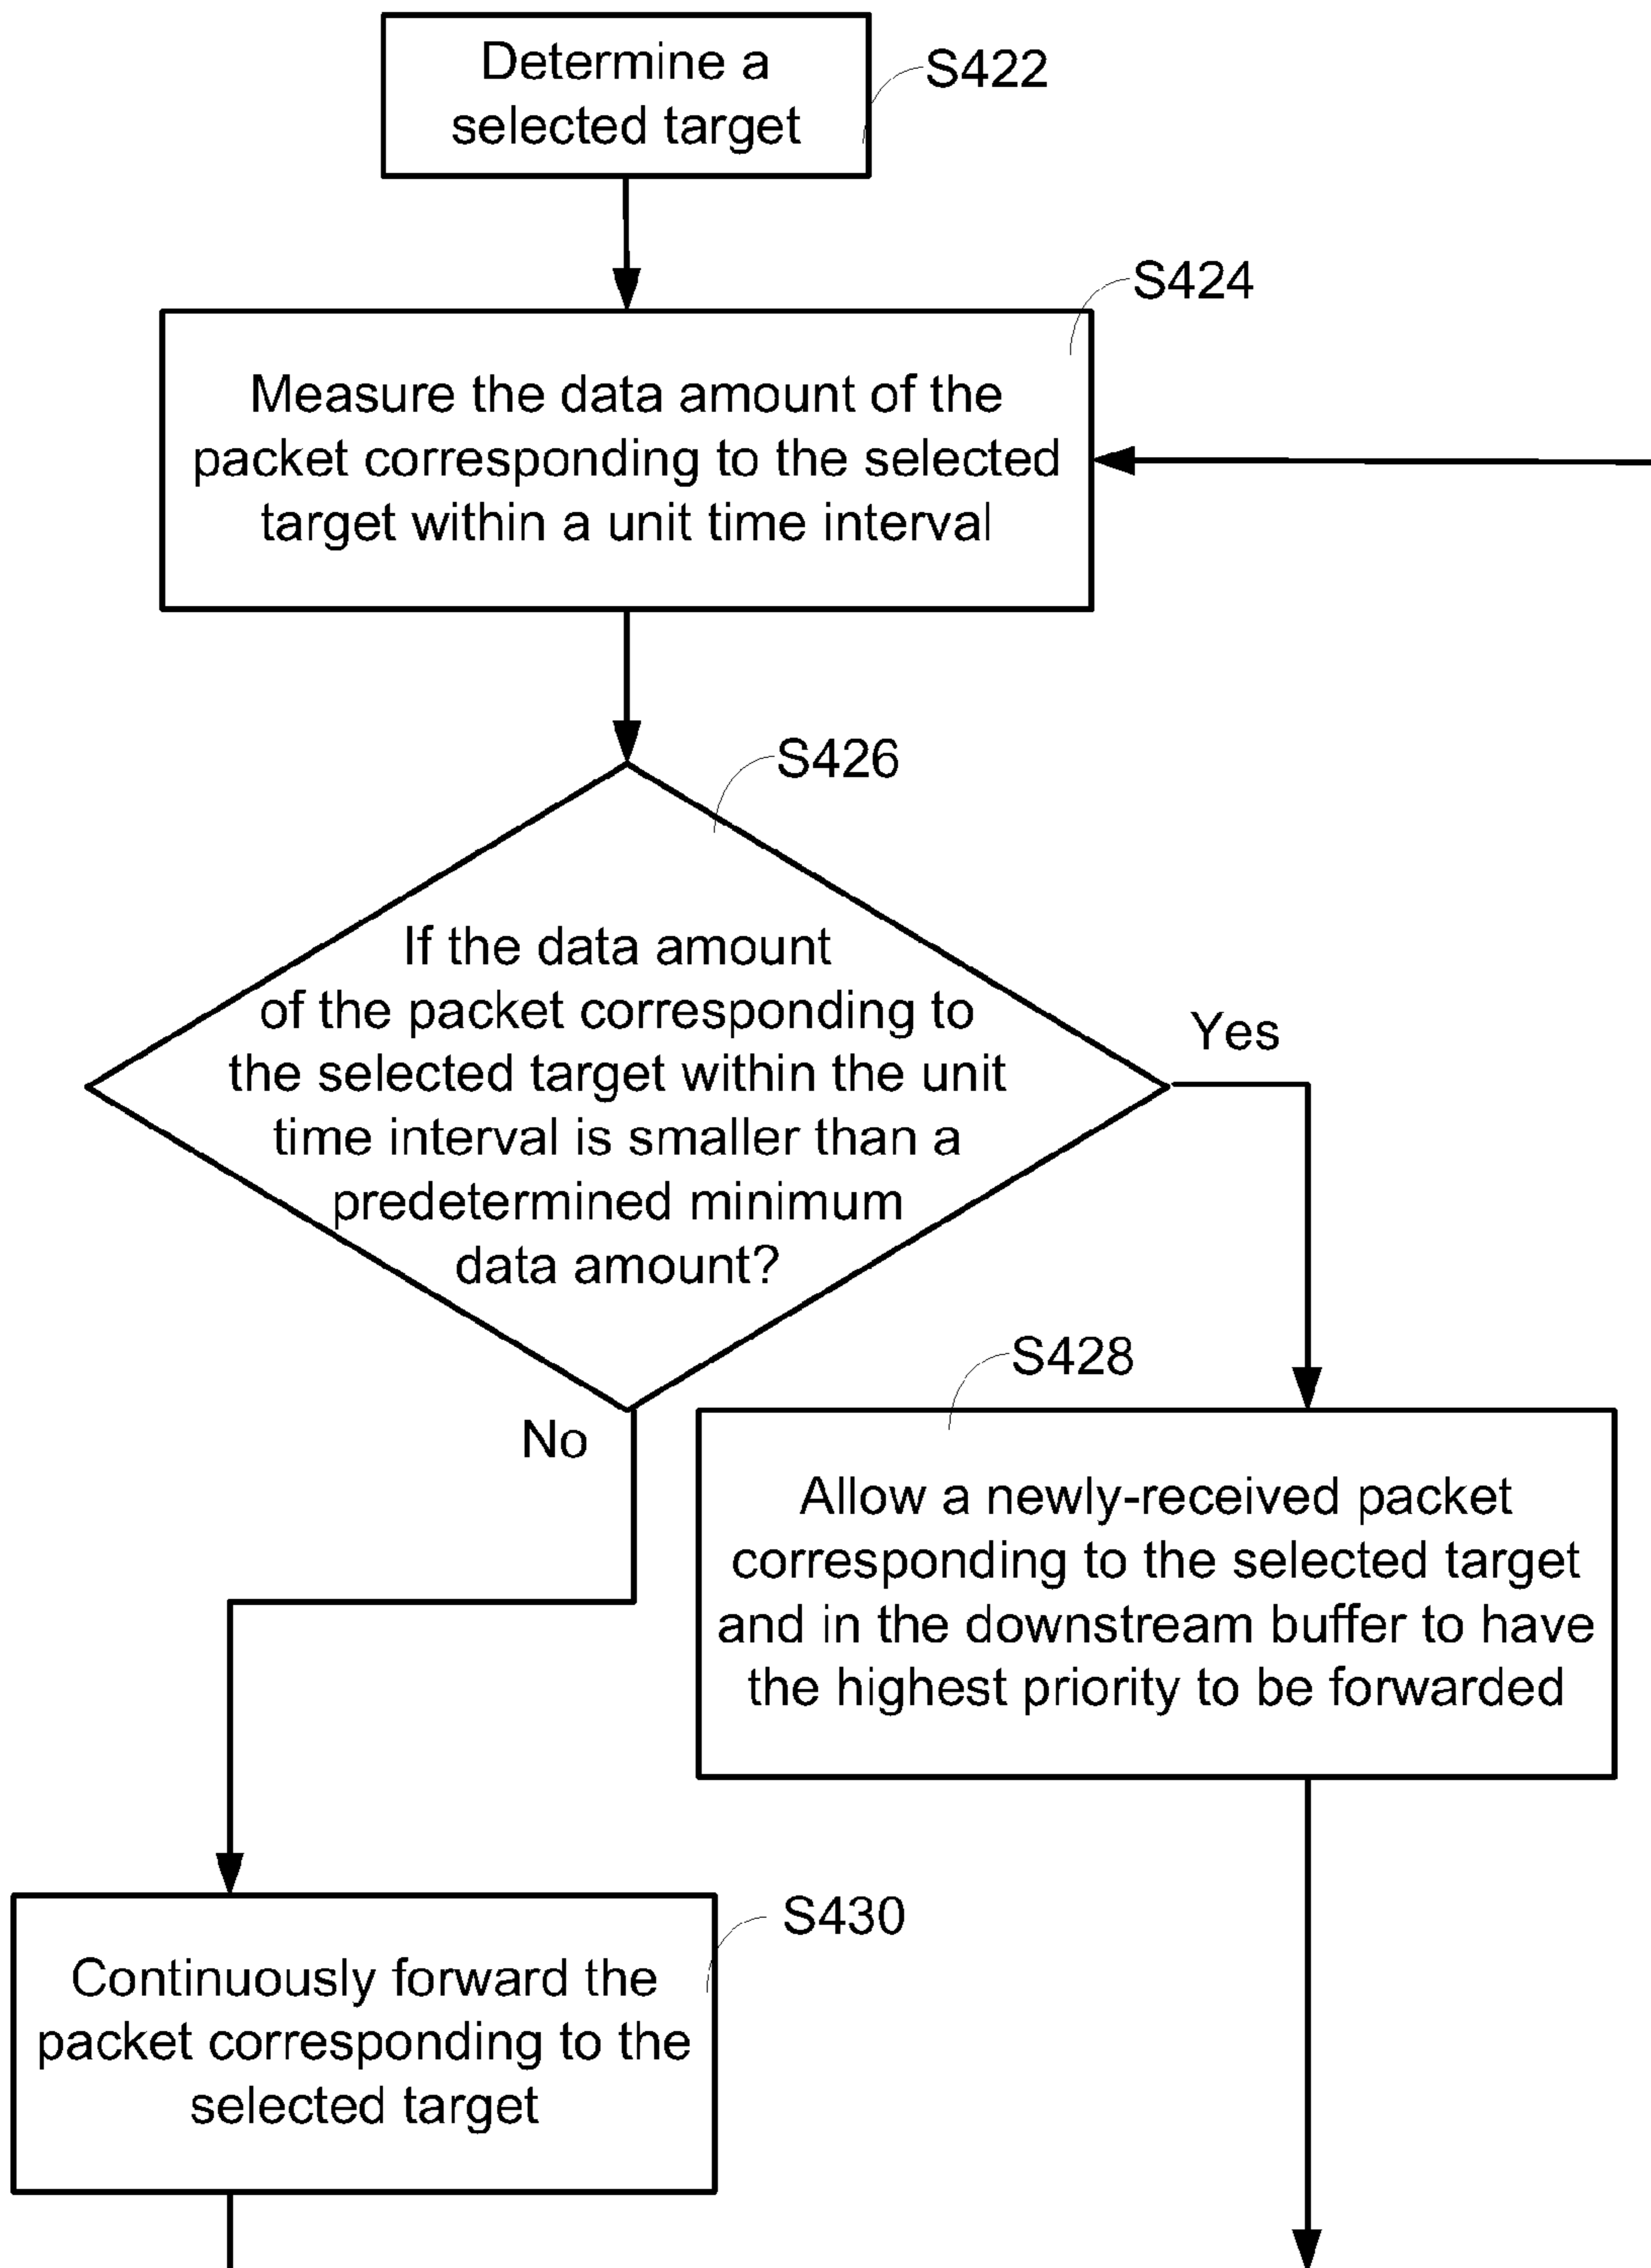 Determine a
selected target
S422
S424
Measure the data amount of the
packet corresponding to the selected
target within a unit time interval
S426
If the data amount
of the packet corresponding to
the selected target within the unit
time interval is smaller than a
predetermined minimum
data amount?
Yes
No
S428
Allow a newly-received packet
corresponding to the selected target
and in the downstream buffer to have
the highest priority to be forwarded
S430
Continuously forward the
packet corresponding to the
selected target